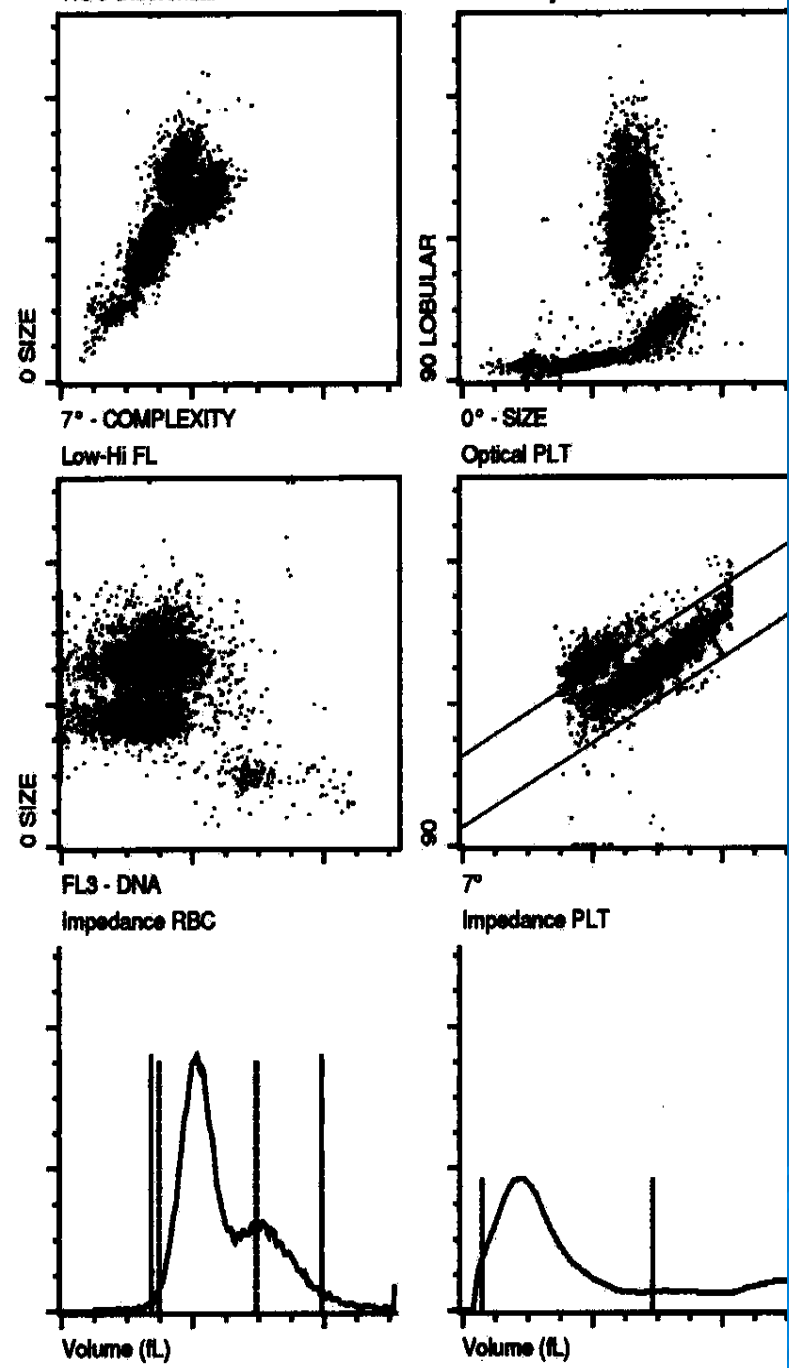 0 SIZE
90 LOBULAR
7° - COMPLEXITY
0° - SIZE
Low-Hi FL
Optical PLT
0 SIZE
90
FL3 - DNA
7°
Impedance RBC
Impedance PLT
Volume (fL)
Volume (fL)